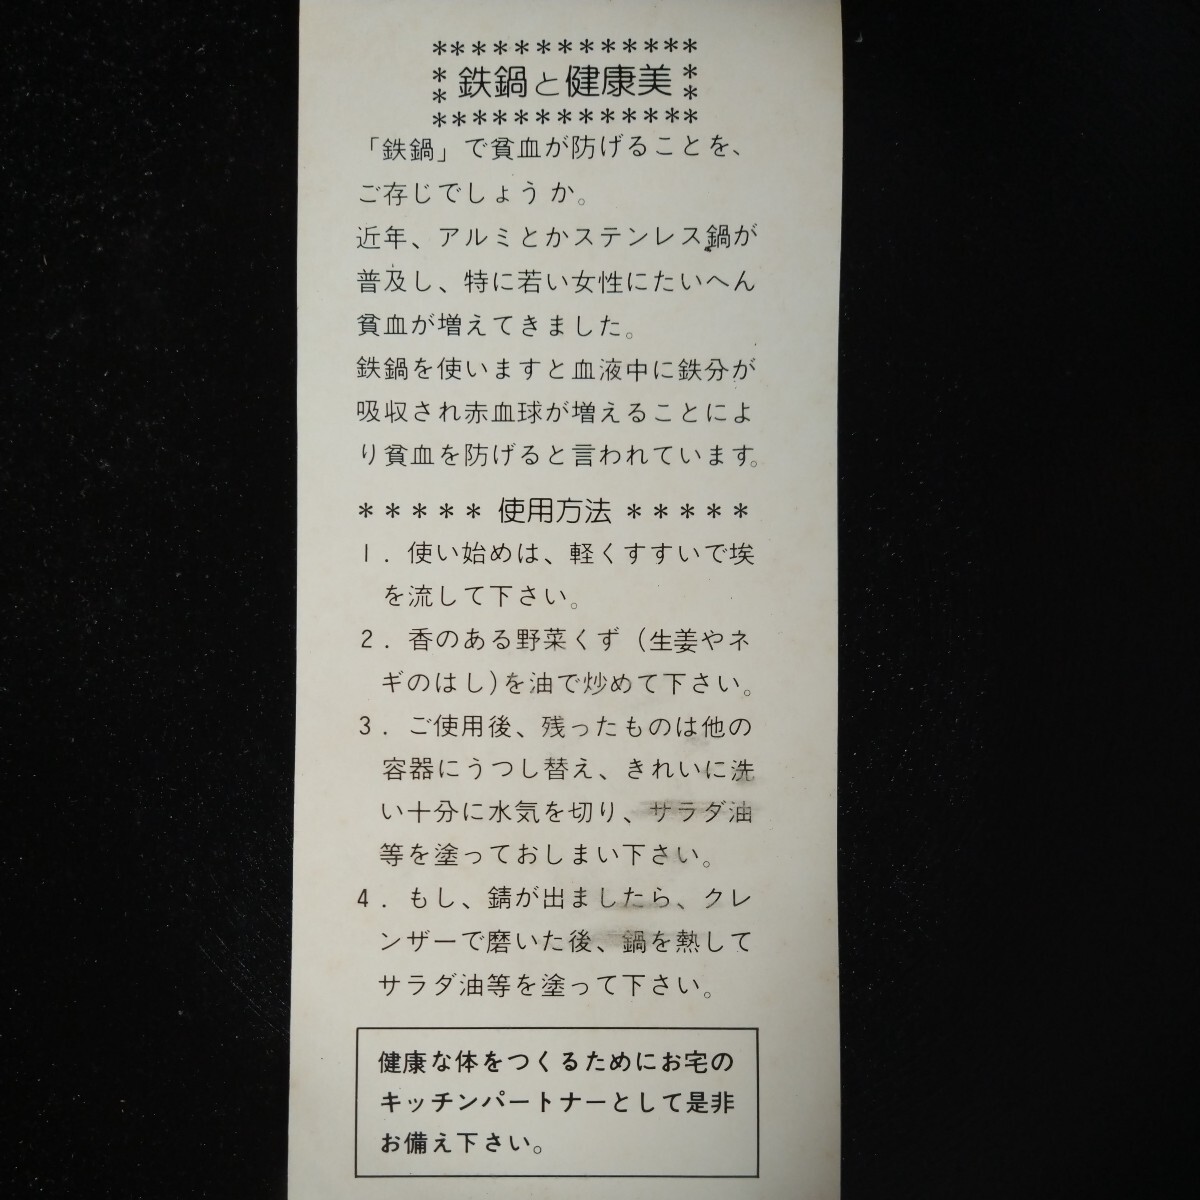 *************
* 鉄鍋と健康美 *
* *
*************
「鉄鍋」で貧血が防げることを、
ご存じでしょうか。
近年、アルミとかステンレス鍋が
普及し、特に若い女性にたいへん
貧血が増えてきました。
鉄鍋を使いますと血液中に鉄分が
吸収され赤血球が増えることによ
り貧血を防げると言われています。
***** 使用方法 *****
1．使い始めは、軽くすすいで埃
を流して下さい。
2．香のある野菜くず（生姜やネ
ギのはし)を油で炒めて下さい。
3．ご使用後、残ったものは他の
容器にうつし替え、きれいに洗
い十分に水気を切り、サラダ油
等を塗っておしまい下さい。
4．もし、錆が出ましたら、クレ
ンザーで磨いた後、鍋を熱して
サラダ油等を塗って下さい。
健康な体をつくるためにお宅の
キッチンパートナーとして是非
お備え下さい。